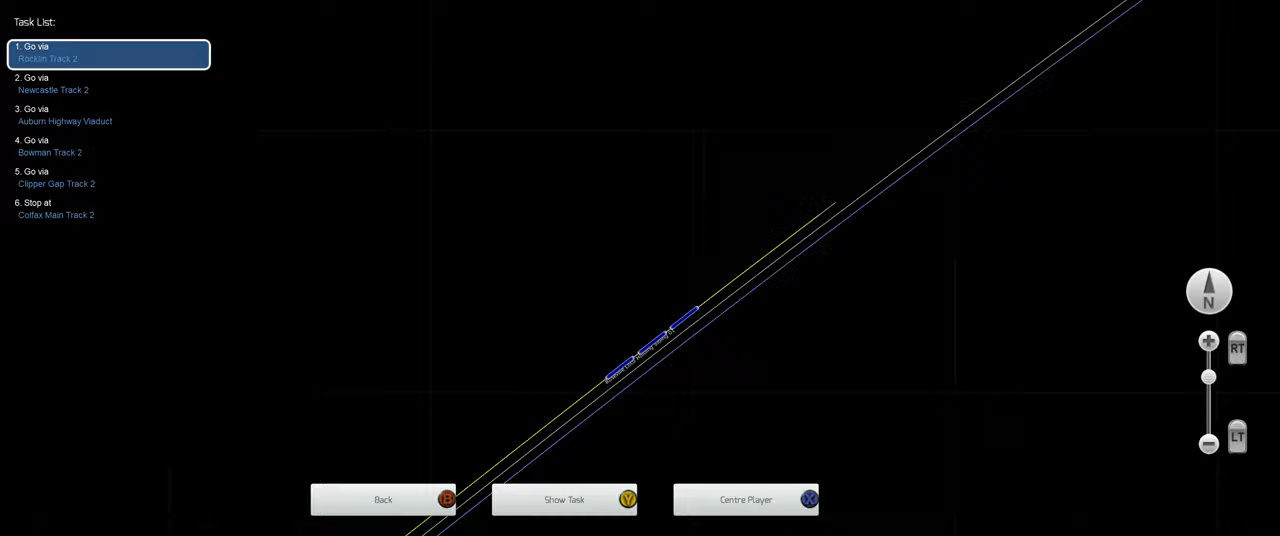 Task List:
1. Go via
Rocklin Track 2
2. Go via
Newcastle Track 2
3. Go via
Auburn Highway Viaduct
4. Go via
Bowman Track 2
5. Go via
Clipper Gap Track 2
6. Stop at
Colfax Main Track 2
N
RT
LT
Back B
Show Task Y
Centre Player X